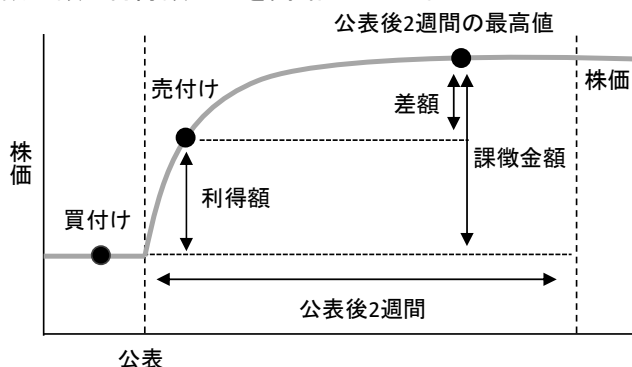 公表後2週間の最高値
売付け
株価
差額
課徴金額
株価
利得額
買付け
公表後2週間
公表